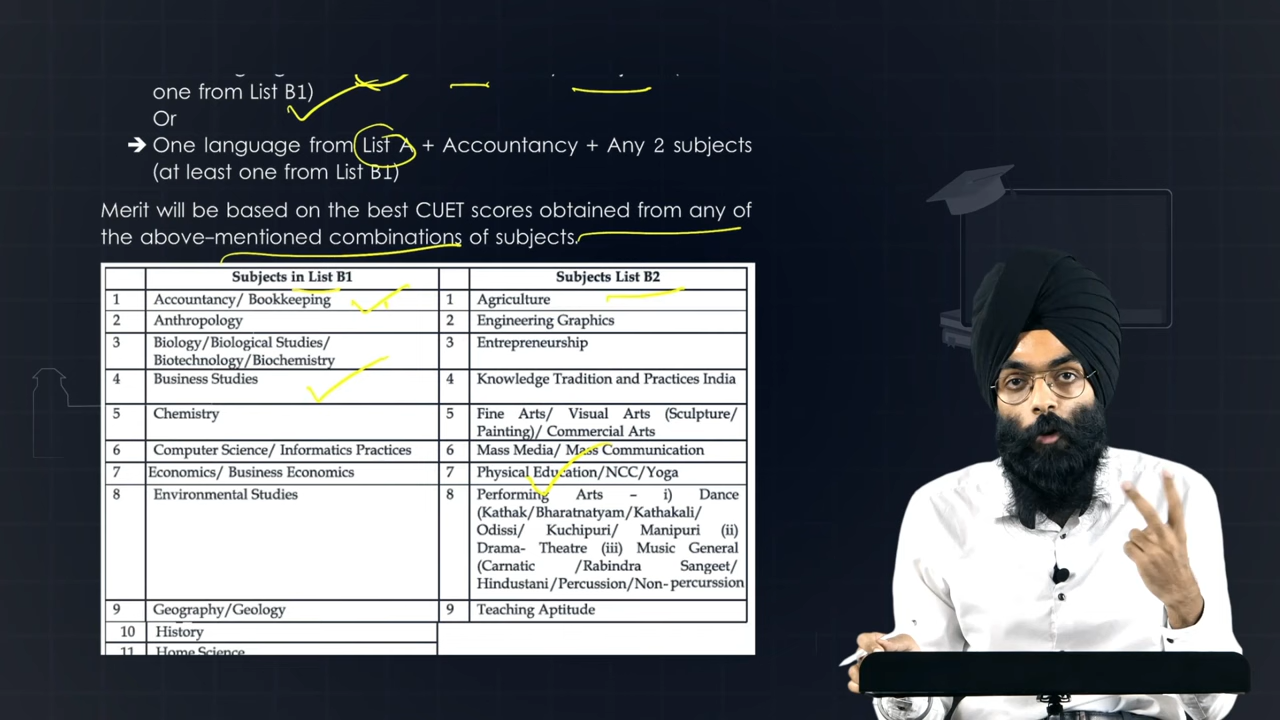 one from List B1)
Or
➔ One language from List A + Accountancy + Any 2 subjects
(at least one from List B1)
Merit will be based on the best CUET scores obtained from any of
the above-mentioned combinations of subjects.
Subjects in List B1 Subjects List B2
1 Accountancy/ Bookkeeping 1 Agriculture
2 Anthropology 2 Engineering Graphics
3 Biology/Biological Studies/
Biotechnology/Biochemistry 3 Entrepreneurship
4 Business Studies 4 Knowledge Tradition and Practices India
5 Chemistry 5 Fine Arts/ Visual Arts (Sculpture/
Painting)/ Commercial Arts
6 Computer Science/ Informatics Practices 6 Mass Media/ Mass Communication
7 Economics/ Business Economics 7 Physical Education/NCC/Yoga
8 Environmental Studies 8 Performing Arts – i) Dance
(Kathak/Bharatnatyam/Kathakali/
Odissi/ Kuchipuri/ Manipuri (ii)
Drama- Theatre (iii) Music General
(Carnatic /Rabindra Sangeet/
Hindustani/Percussion/Non-percurssion
9 Geography/Geology 9 Teaching Aptitude
10 History
11 Home Science